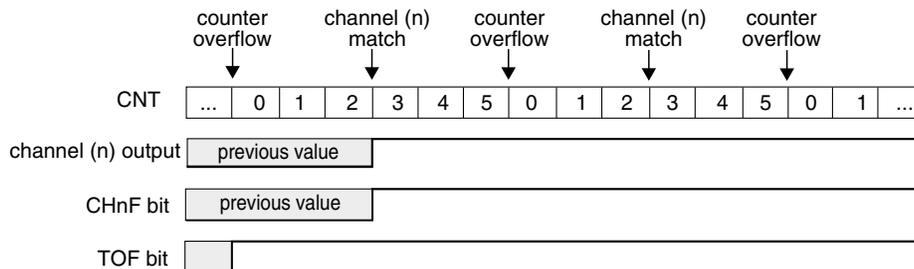 counter overflow
channel (n) match
counter overflow
channel (n) match
counter overflow
CNT ... 0 1 2 3 4 5 0 1 2 3 4 5 0 1 ...
channel (n) output previous value
CHnF bit previous value
TOF bit